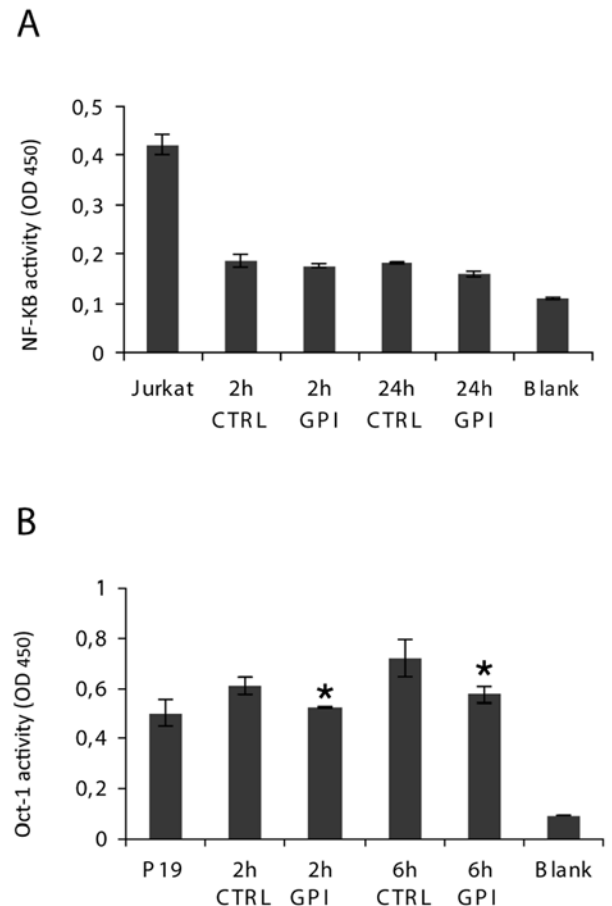 A
NF-KB activity (OD 450)
0,5
0,4
0,3
0,2
0,1
0
Jurkat 2h 2h 24h 24h Blank
CTRL GPI CTRL GPI
B
Oct-1 activity (OD 450)
1
0,8
0,6
0,4
0,2
0
* *
P19 2h 2h 6h 6h Blank
CTRL GPI CTRL GPI